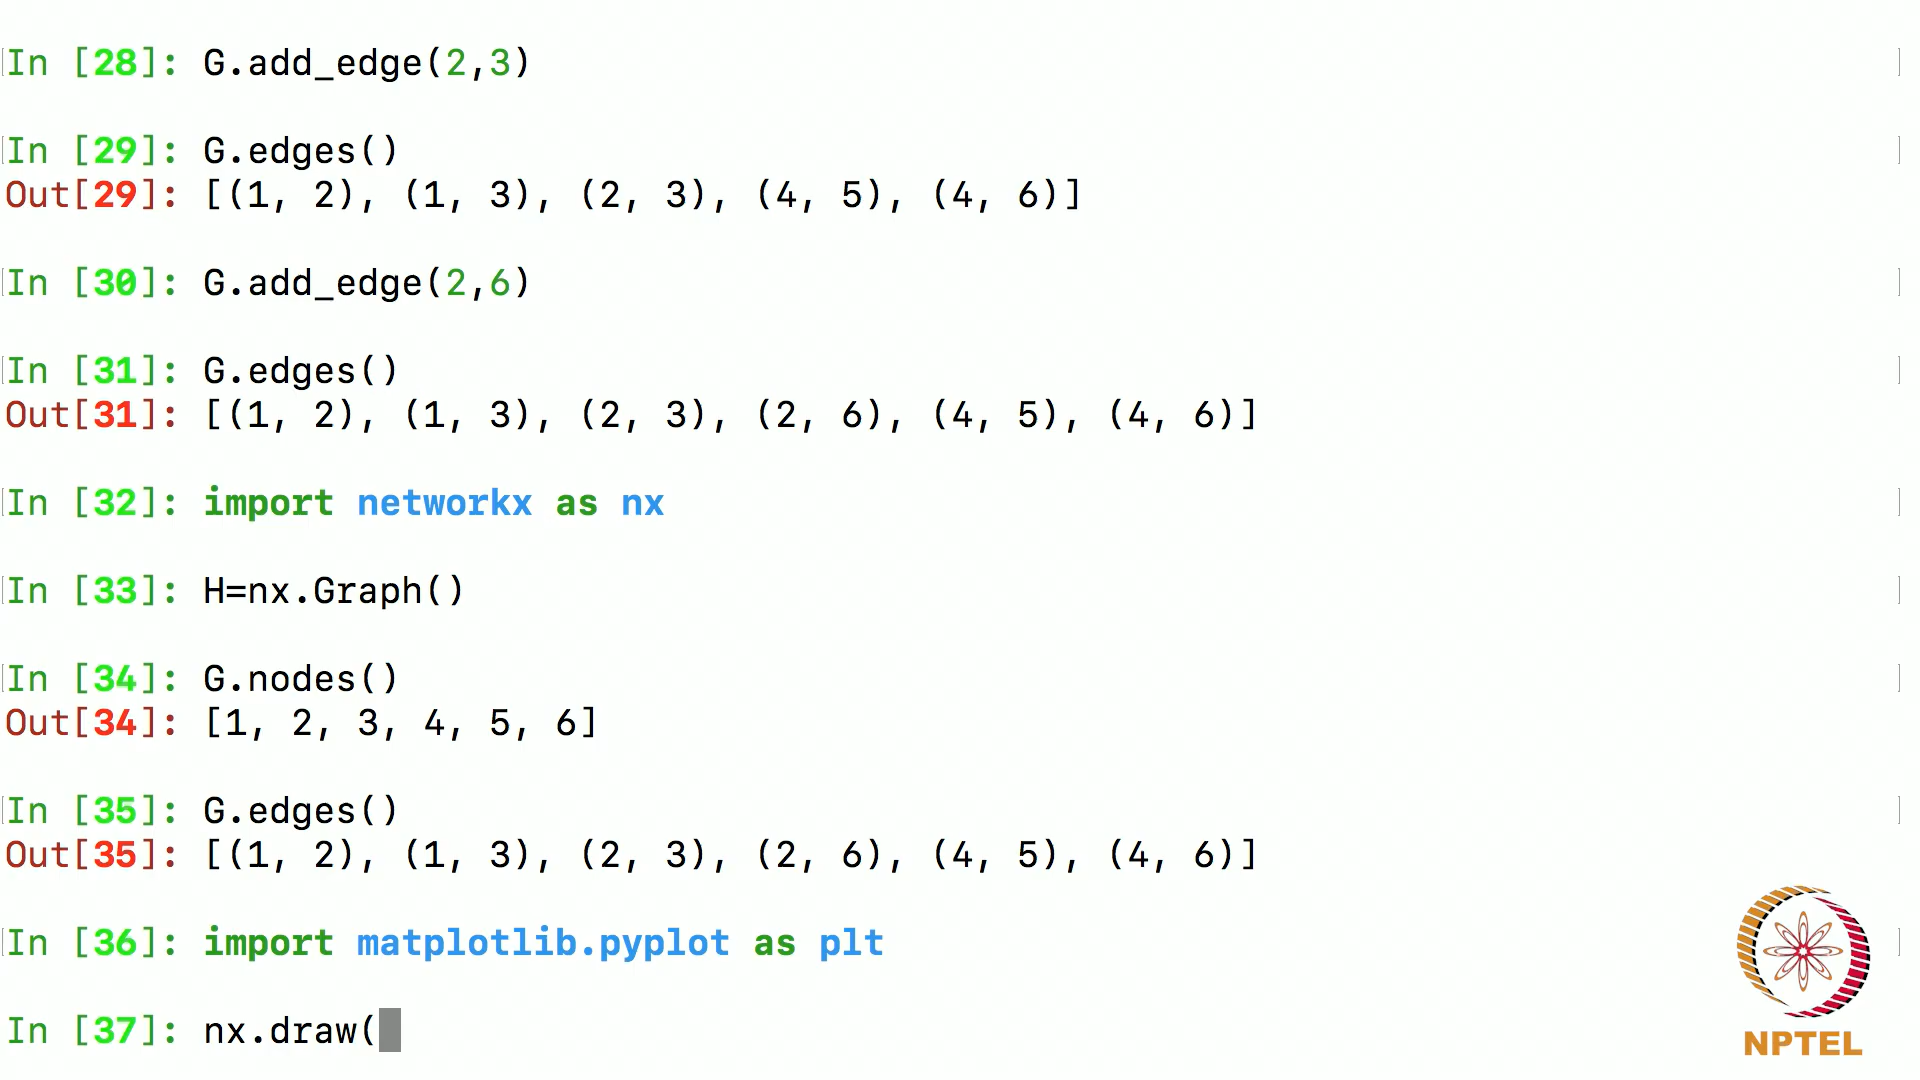 In [28]: G.add_edge(2,3)
In [29]: G.edges()
Out[29]: [(1, 2), (1, 3), (2, 3), (4, 5), (4, 6)]
In [30]: G.add_edge(2,6)
In [31]: G.edges()
Out[31]: [(1, 2), (1, 3), (2, 3), (2, 6), (4, 5), (4, 6)]
In [32]: import networkx as nx
In [33]: H=nx.Graph()
In [34]: G.nodes()
Out[34]: [1, 2, 3, 4, 5, 6]
In [35]: G.edges()
Out[35]: [(1, 2), (1, 3), (2, 3), (2, 6), (4, 5), (4, 6)]
In [36]: import matplotlib.pyplot as plt
In [37]: nx.draw(
NPTEL